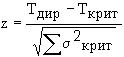 z = (Tдир − Tкрит) / √(∑ σ²крит)